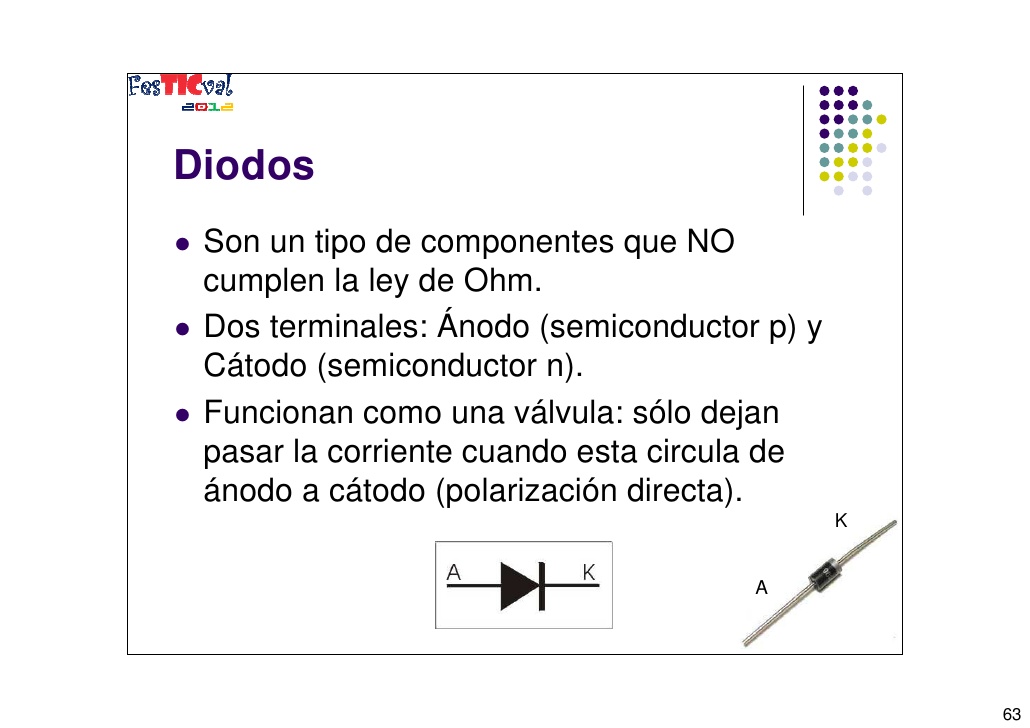 FesTICval
2012
Diodos
● Son un tipo de componentes que NO
cumplen la ley de Ohm.
● Dos terminales: Ánodo (semiconductor p) y
Cátodo (semiconductor n).
● Funcionan como una válvula: sólo dejan
pasar la corriente cuando esta circula de
ánodo a cátodo (polarización directa).
K
A K
A
63